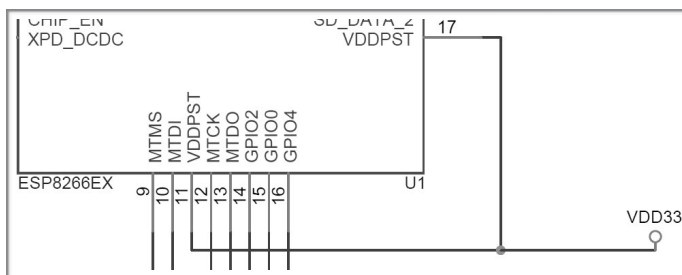 CHIP_EN
SD_DATA_2
17
XPD_DCDC
VDDPST
MTMS
MTDI
VDDPST
MTCK
MTDO
GPIO2
GPIO0
GPIO4
ESP8266EX
U1
9
10
11
12
13
14
15
16
VDD33